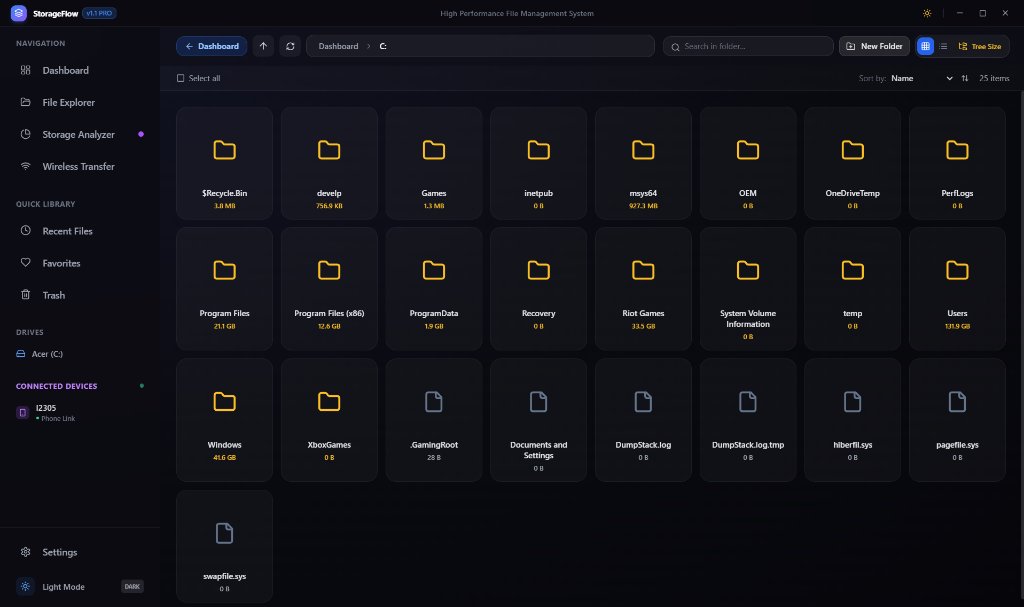 StorageFlow
v1.1 PRO
High Performance File Management System
NAVIGATION
Dashboard
File Explorer
Storage Analyzer
Wireless Transfer
QUICK LIBRARY
Recent Files
Favorites
Trash
DRIVES
Acer (C:)
CONNECTED DEVICES
I2305
Phone Link
Settings
Light Mode
DARK
Dashboard
Dashboard > C:
Search in folder...
New Folder
Tree Size
Select all
Sort by: Name
25 items
$Recycle.Bin
3.8 MB
develp
756.9 KB
Games
1.3 MB
inetpub
0 B
msys64
927.3 MB
OEM
0 B
OneDriveTemp
0 B
PerfLogs
0 B
Program Files
21.1 GB
Program Files (x86)
12.6 GB
ProgramData
1.9 GB
Recovery
0 B
Riot Games
33.5 GB
System Volume
Information
0 B
temp
0 B
Users
131.9 GB
Windows
41.6 GB
XboxGames
0 B
.GamingRoot
28 B
Documents and
Settings
0 B
DumpStack.log
0 B
DumpStack.log.tmp
0 B
hiberfil.sys
0 B
pagefile.sys
0 B
swapfile.sys
0 B